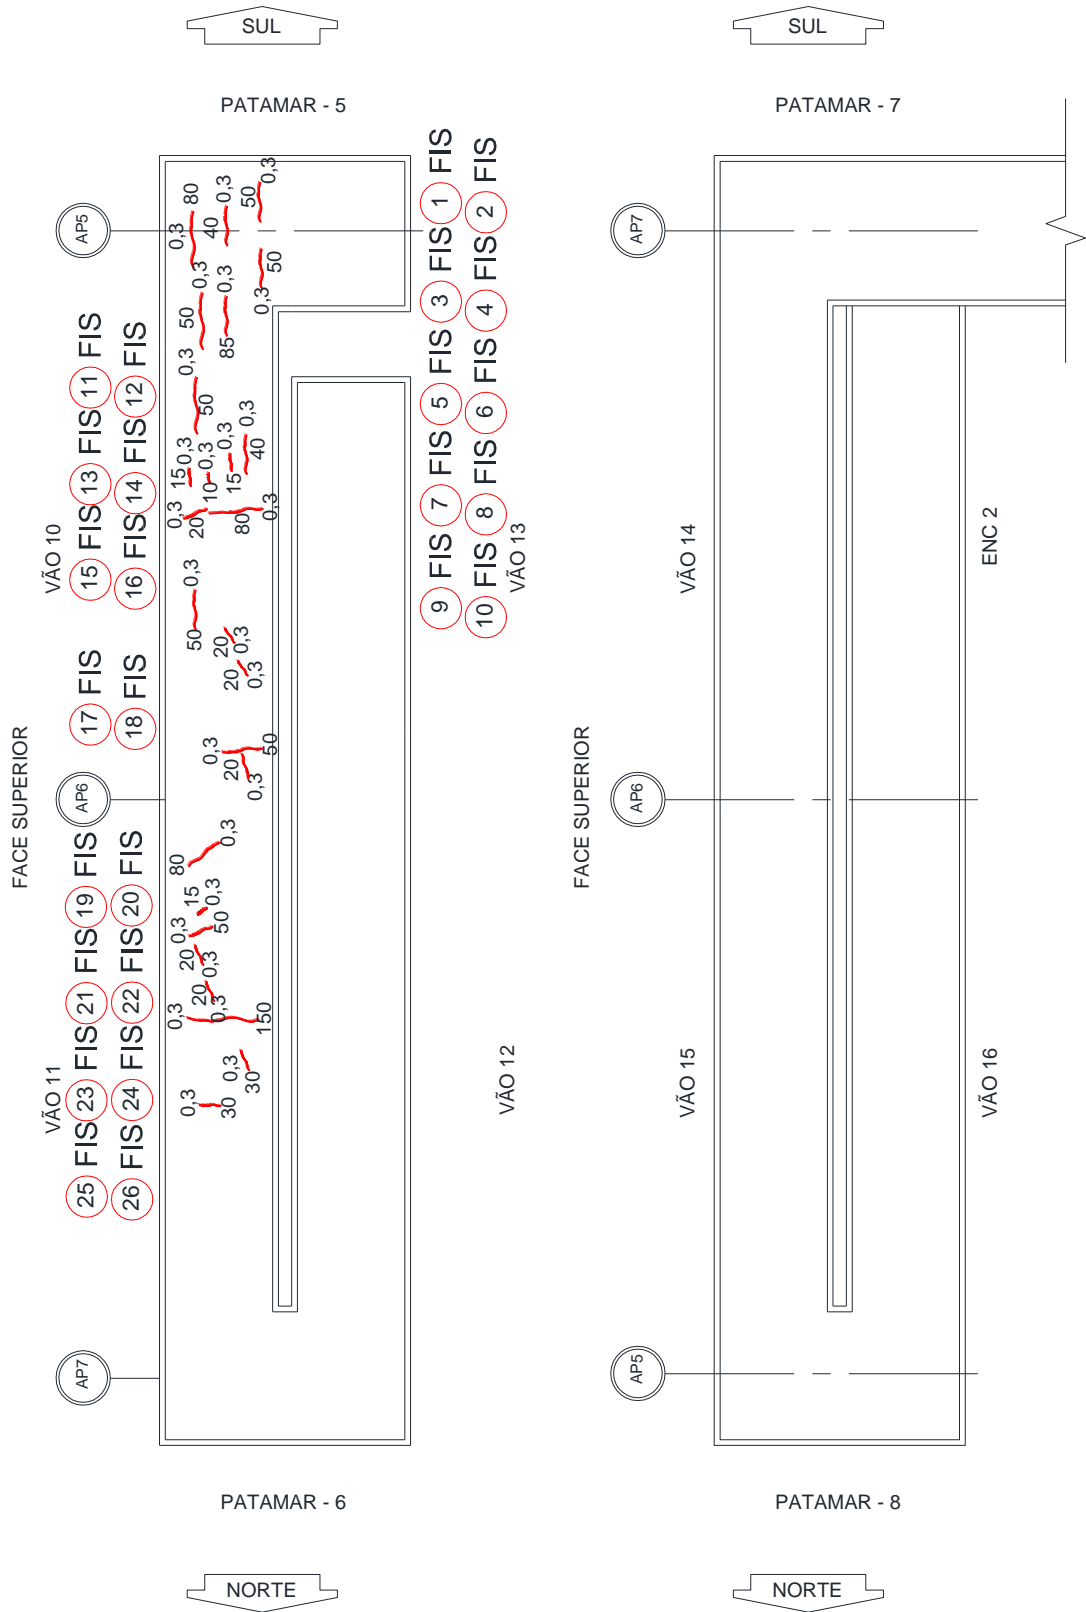 SUL
SUL
PATAMAR - 5
PATAMAR - 7
AP5
AP7
0,3
80
0,3
40
0,3
50
0,3
50
0,3
50
0,3
85
0,3
50
0,3
15
0,3
10
0,3
15
0,3
40
0,3
20
0,3
80
0,3
50
20
0,3
20
0,3
0,3
50
20
0,3
1 FIS
2 FIS
3 FIS
4 FIS
5 FIS
6 FIS
7 FIS
8 FIS
9 FIS
10 FIS
VÃO 13
11 FIS
12 FIS
13 FIS
14 FIS
15 FIS
16 FIS
VÃO 10
17 FIS
18 FIS
VÃO 14
ENC 2
FACE SUPERIOR
FACE SUPERIOR
AP6
AP6
80
0,3
15
0,3
0,3
50
20
0,3
20
0,3
0,3
150
0,3
30
0,3
30
19 FIS
20 FIS
21 FIS
22 FIS
23 FIS
24 FIS
25 FIS
26 FIS
VÃO 11
VÃO 12
VÃO 15
VÃO 16
AP7
AP5
PATAMAR - 6
PATAMAR - 8
NORTE
NORTE